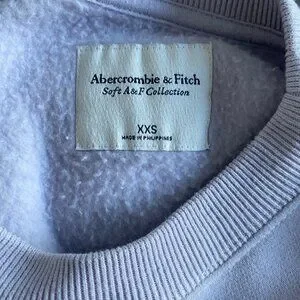 Abercrombie & Fitch
Soft A&F Collection
XXS
MADE IN PHILIPPINES